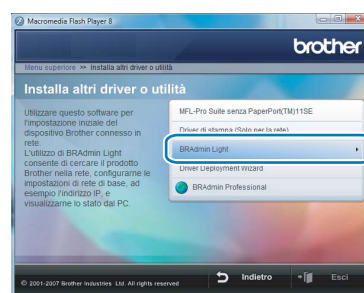 Macromedia Flash Player 8
brother
Menu superiore >> Installa altri driver o utilità
Installa altri driver o utilità
Utilizzare questo software per
l'impostazione iniziale del
dispositivo Brother connesso in
rete.
L'utilizzo di BRAdmin Light
consente di cercare il prodotto
Brother nella rete, configurarne le
impostazioni di rete di base, ad
esempio l'indirizzo IP, e
visualizzarne lo stato dal PC.
MFL-Pro Suite senza PaperPort(TM)11SE
Driver di stampa (Solo per la rete)
BRAdmin Light
Driver Deployment Wizard
BRAdmin Professional
© 2001-2007 Brother Industries Ltd. All rights reserved
Indietro
Esci